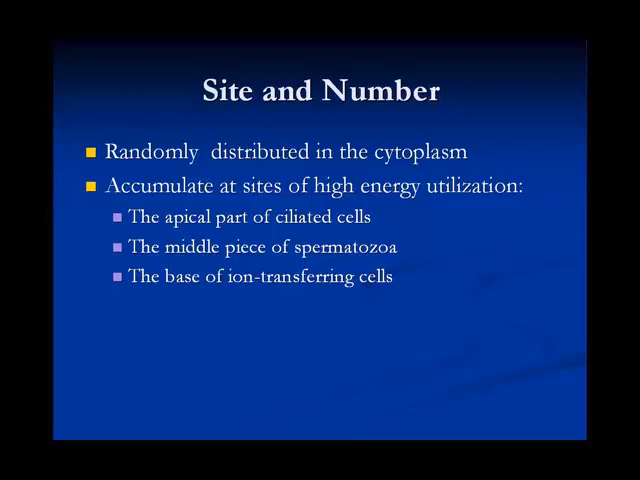 Site and Number
Randomly distributed in the cytoplasm
Accumulate at sites of high energy utilization:
The apical part of ciliated cells
The middle piece of spermatozoa
The base of ion-transferring cells